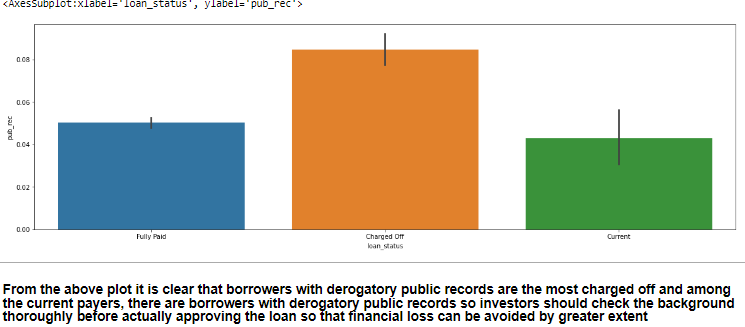 <AxesSubplot:xlabel='loan_status', ylabel='pub_rec'>
0.08
0.06
pub_rec
0.04
0.02
0.00
Fully Paid
Charged Off
Current
loan_status
From the above plot it is clear that borrowers with derogatory public records are the most charged off and among
the current payers, there are borrowers with derogatory public records so investors should check the background
thoroughly before actually approving the loan so that financial loss can be avoided by greater extent